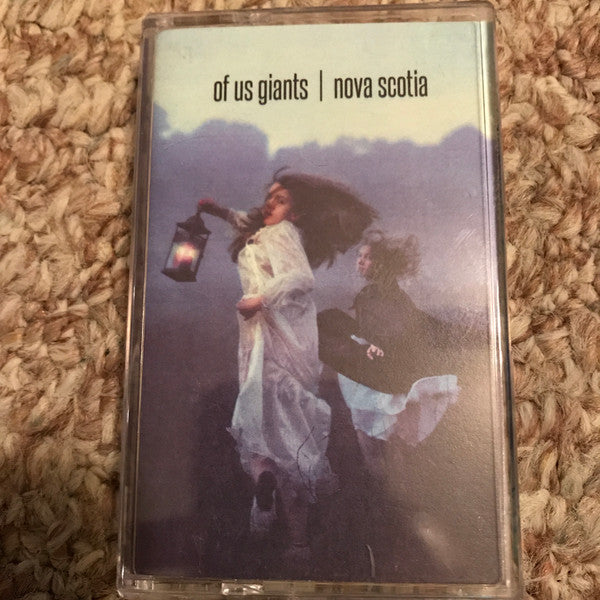 of us giants | nova scotia